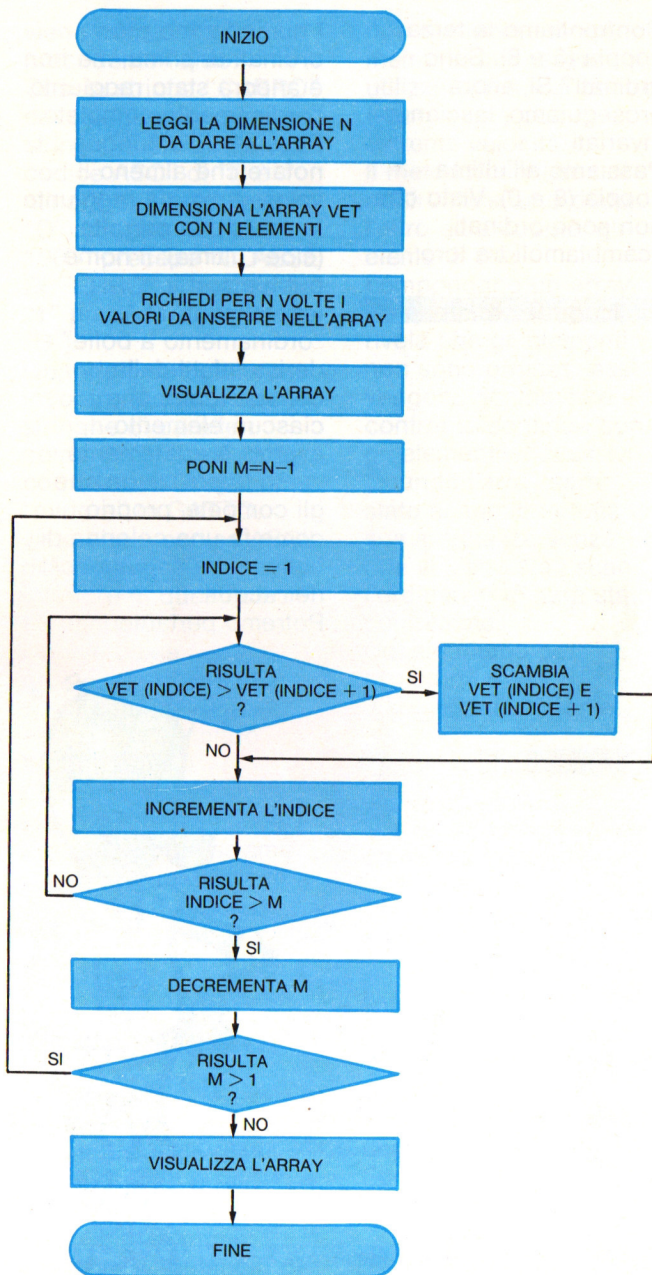 INIZIO
LEGGI LA DIMENSIONE N
DA DARE ALL'ARRAY
DIMENSIONA L'ARRAY VET
CON N ELEMENTI
RICHIEDI PER N VOLTE I
VALORI DA INSERIRE NELL'ARRAY
VISUALIZZA L'ARRAY
PONI M=N-1
INDICE = 1
RISULTA
VET (INDICE) > VET (INDICE + 1)
?
SI
SCAMBIA
VET (INDICE) E
VET (INDICE + 1)
NO
INCREMENTA L'INDICE
NO
RISULTA
INDICE > M
?
SI
DECREMENTA M
SI
RISULTA
M > 1
?
NO
VISUALIZZA L'ARRAY
FINE